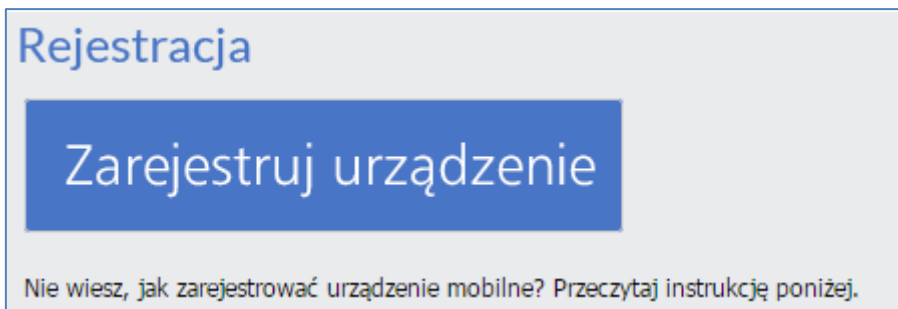 Rejestracja
Zarejestruj urządzenie
Nie wiesz, jak zarejestrować urządzenie mobilne? Przeczytaj instrukcję poniżej.